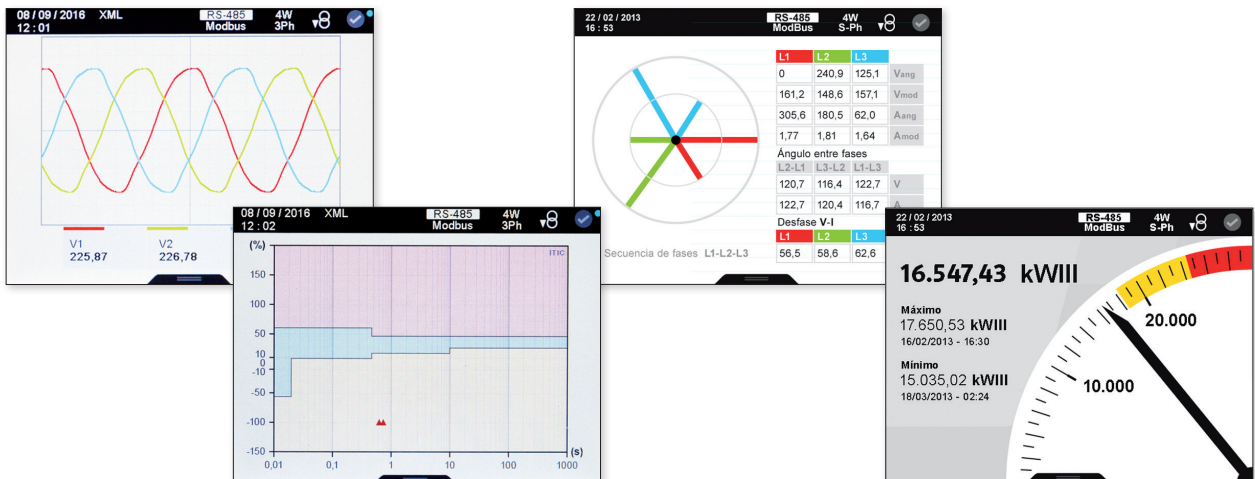 08/09/2016 XML RS-485 4W
12:01 Modbus 3Ph
V1 V2
225,87 226,78
08/09/2016 XML RS-485 4W
12:02 Modbus 3Ph
(%)
ITIC
150
100
50
10
0
-10
-50
-100
-150
(s)
0,01 0,1 1 10 100 1000
22/02/2013 RS-485 4W
16:53 ModBus S-Ph
L1 L2 L3
0 240,9 125,1 Vang
161,2 148,6 157,1 Vmod
305,6 180,5 62,0 Aang
1,77 1,81 1,64 Amod
Ángulo entre fases
L2-L1 L3-L2 L1-L3
120,7 116,4 122,7 V
122,7 120,4 116,7 A
Desfase V-I
L1 L2 L3
56,5 58,6 62,6
Secuencia de fases L1-L2-L3
22/02/2013 RS-485 4W
16:53 ModBus S-Ph
16.547,43 kWIII
Máximo
17.650,53 kWIII
16/02/2013 - 16:30
Mínimo
15.035,02 kWIII
18/03/2013 - 02:24
20.000
10.000